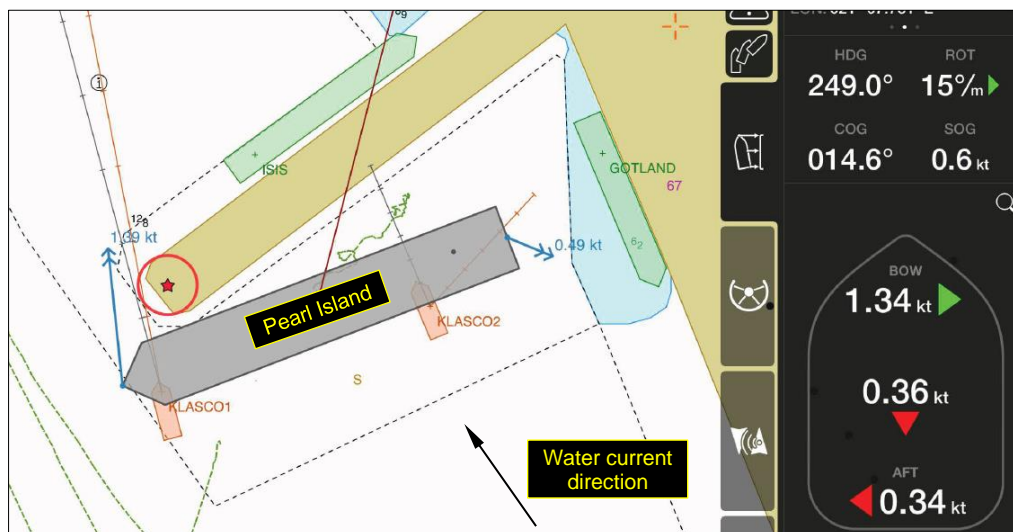 HDG
ROT
249.0°
15°/m
COG
SOG
014.6°
0.6 kt
ISIS
GOTLAND
67
6₂
12₈
1.39 kt
0.49 kt
Pearl Island
KLASCO2
S
KLASCO1
Water current
direction
BOW
1.34 kt
0.36 kt
AFT
0.34 kt